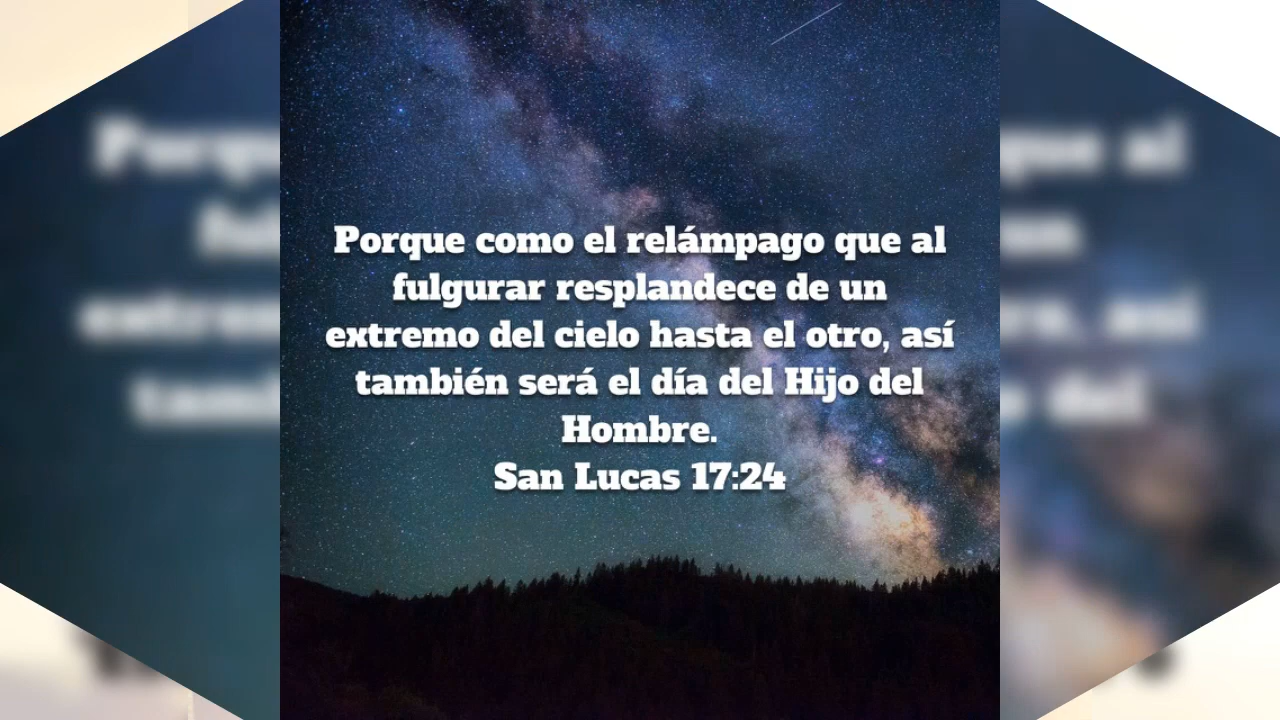 Porque como el relámpago que al
fulgurar resplandece de un
extremo del cielo hasta el otro, así
también será el día del Hijo del
Hombre.
San Lucas 17:24